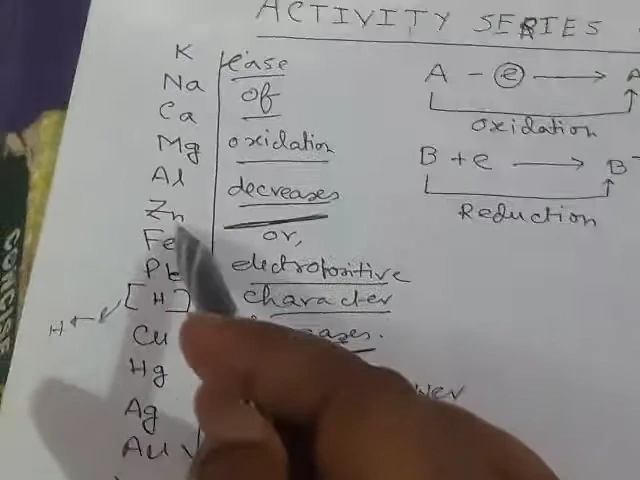 ACTIVITY SERIES
K
Na
Ca
Mg
Al
Zn
Fe
Pb
[H]
Cu
Hg
Ag
Au
ease
of
oxidation
decreases
or,
electropositive
character
A - e → A
oxidation
B + e → B⁻
Reduction
H+
CONCISE